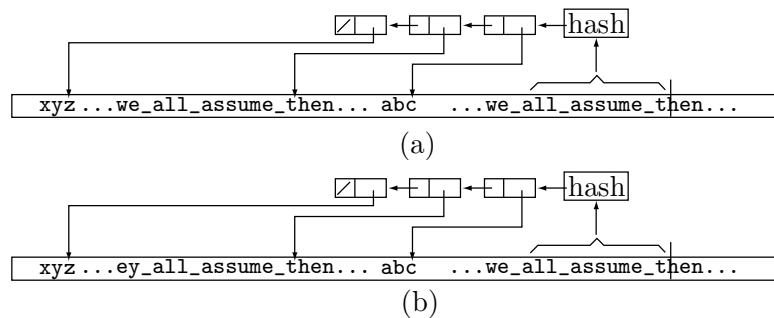 hash
xyz ...we_all_assume_then... abc ...we_all_assume_then...
(a)
hash
xyz ...ey_all_assume_then... abc ...we_all_assume_then...
(b)